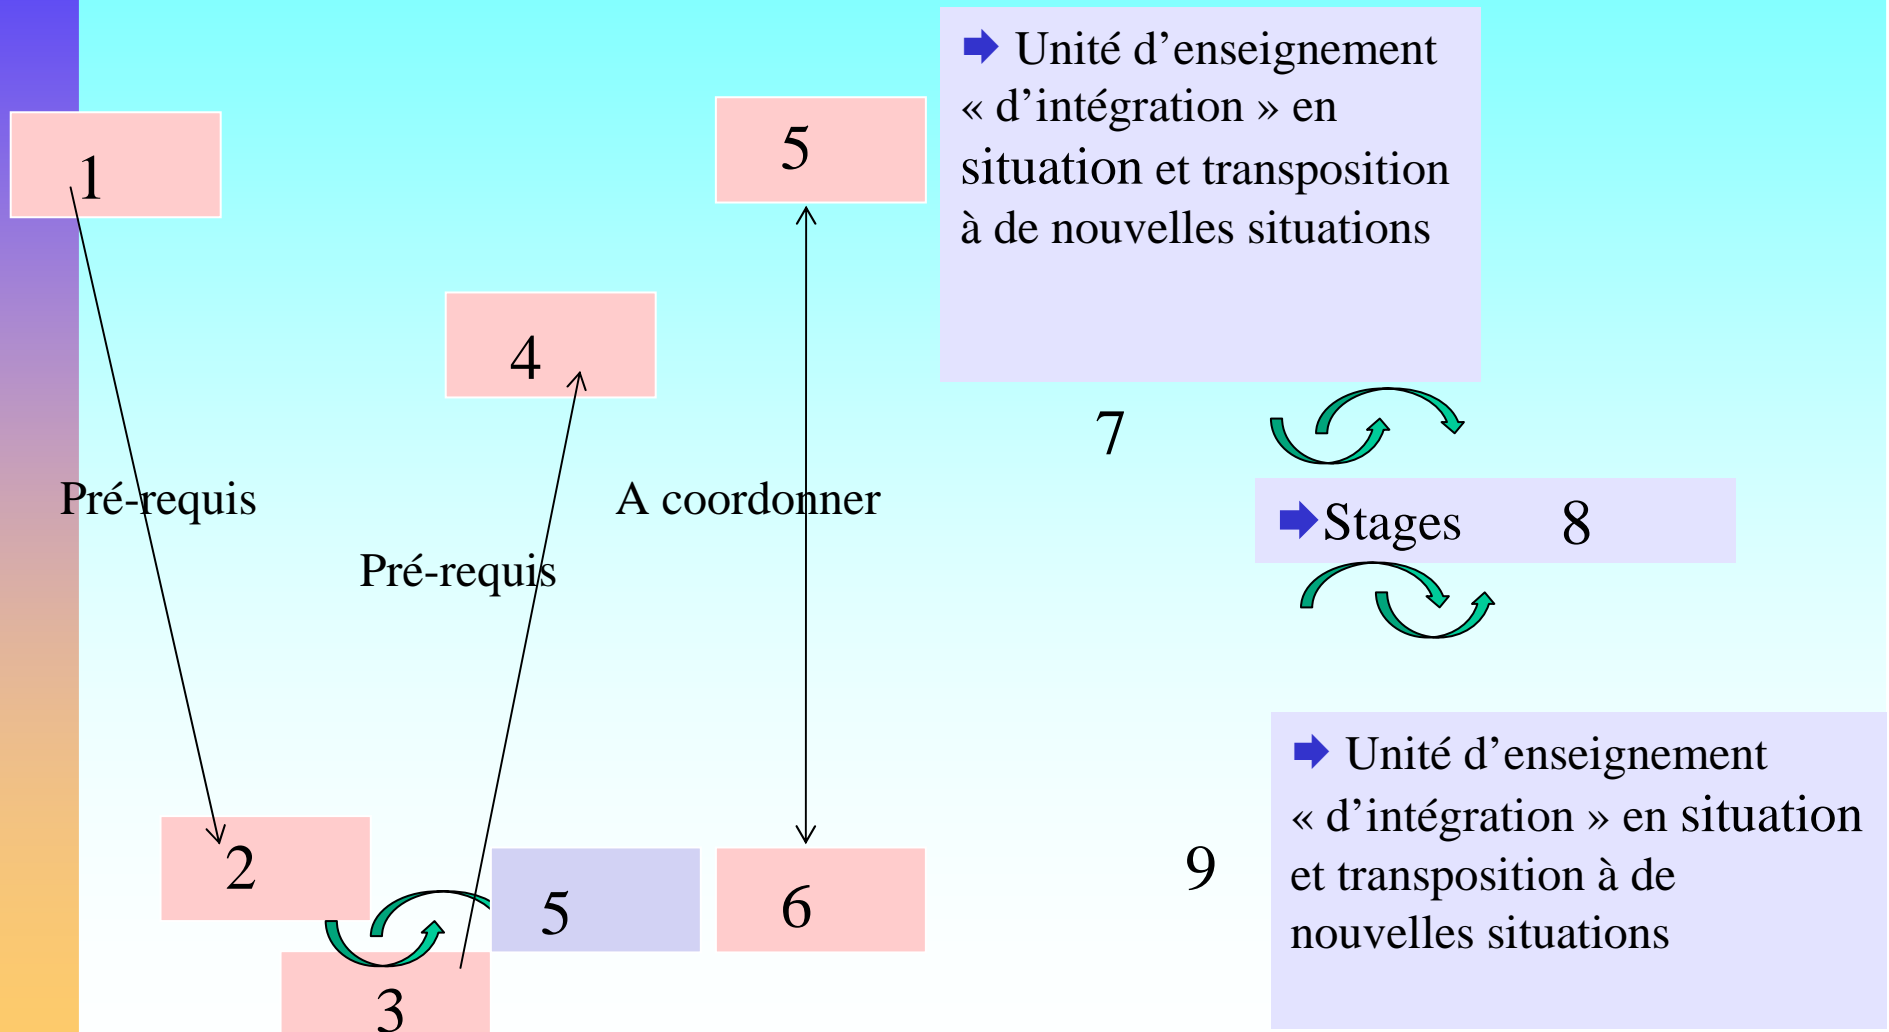 1
5
Unité d’enseignement
« d’intégration » en
situation et transposition
à de nouvelles situations
4
7
Pré-requis
A coordonner
Stages 8
Pré-requis
2
5
6
3
9
Unité d’enseignement
« d’intégration » en situation
et transposition à de
nouvelles situations